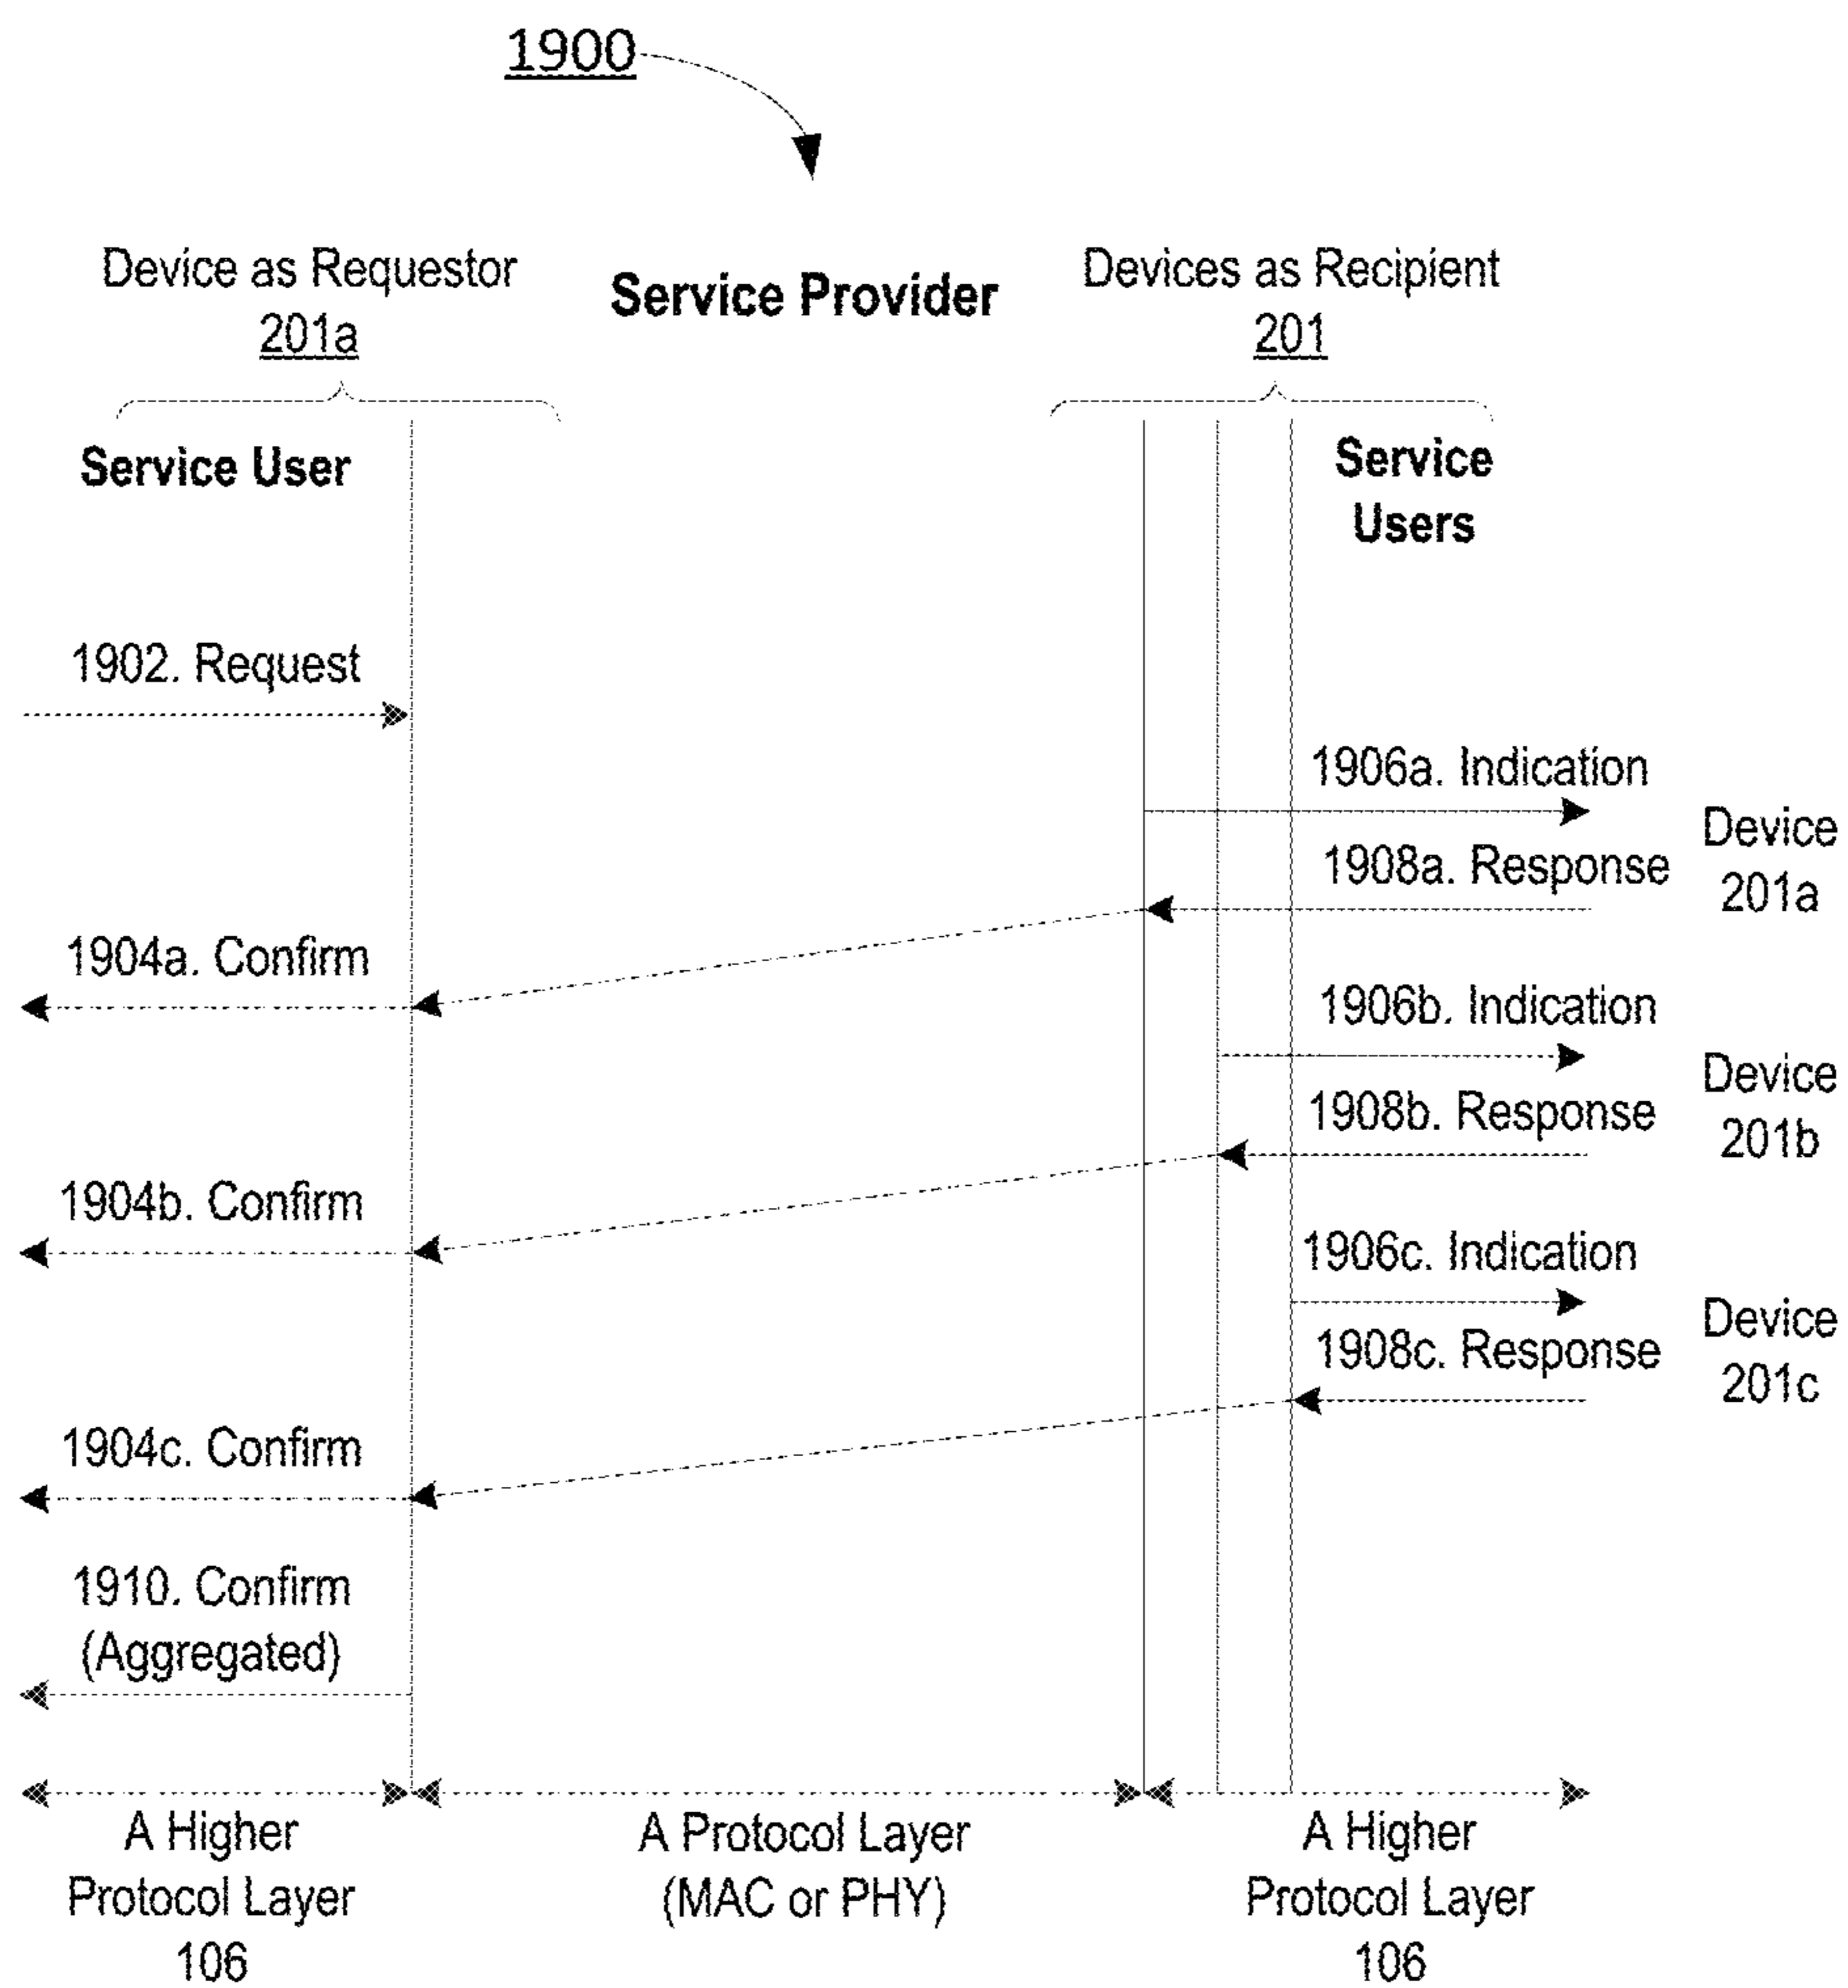 1900
Device as Requestor
201a
Service Provider
Devices as Recipient
201
Service User
Service
Users
1902. Request
1906a. Indication
1908a. Response
Device
201a
1904a. Confirm
1906b. Indication
1908b. Response
Device
201b
1904b. Confirm
1906c. Indication
1908c. Response
Device
201c
1904c. Confirm
1910. Confirm
(Aggregated)
A Higher
Protocol Layer
106
A Protocol Layer
(MAC or PHY)
A Higher
Protocol Layer
106